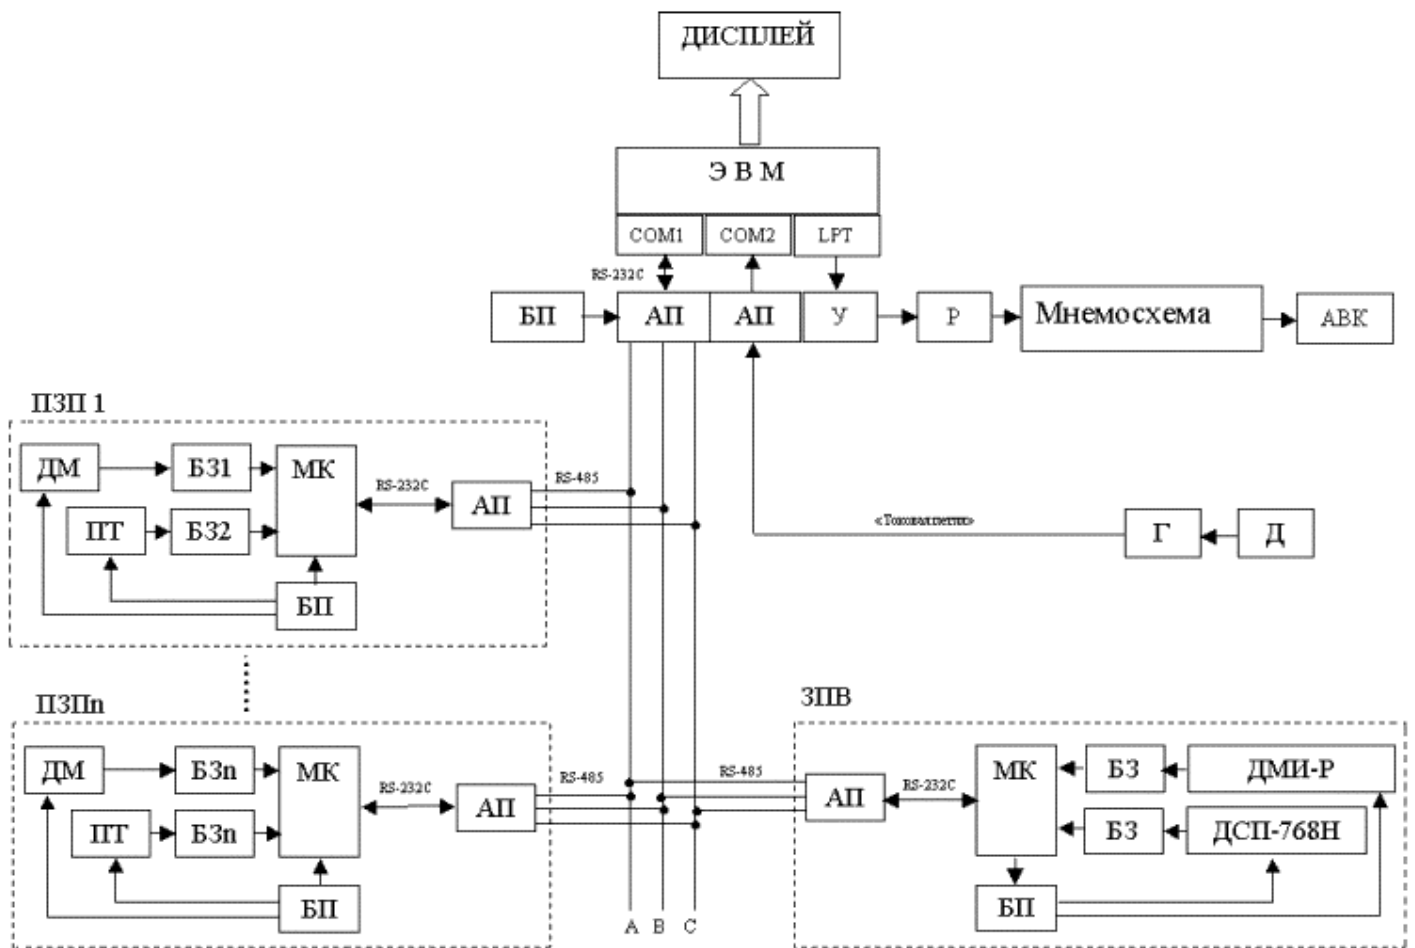 ДИСПЛЕЙ
Э В М
COM1 COM2 LPT
RS-232C
БП АП АП У Р Мнемосхема АВК
ПЗП 1
ДМ БЗ1 МК RS-232C АП RS-485
ПТ БЗ2
БП
«Токовая петля» Г Д
ПЗПn
ДМ БЗn МК RS-232C АП RS-485
ПТ БЗn
БП
ЗПВ
RS-485 АП RS-232C МК БЗ ДМИ-Р
БЗ ДСП-768Н
БП
A B C